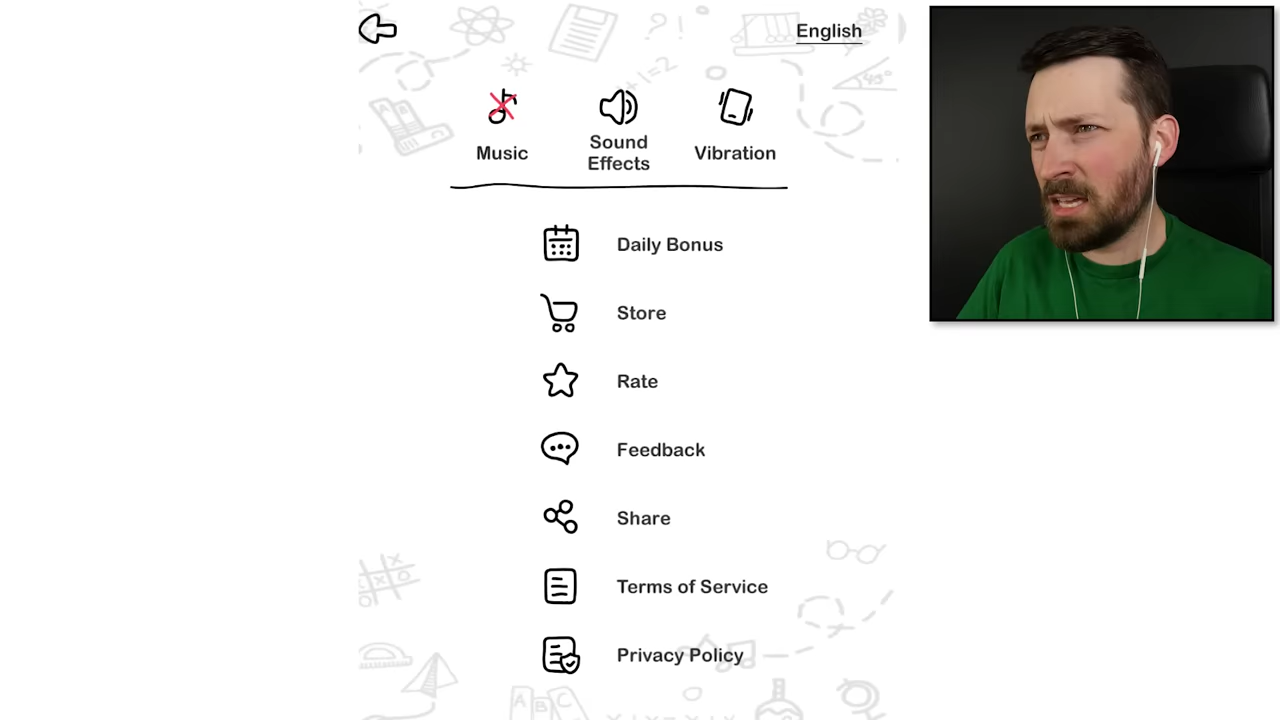 English
Music
Sound
Effects
Vibration
Daily Bonus
Store
Rate
Feedback
Share
Terms of Service
Privacy Policy